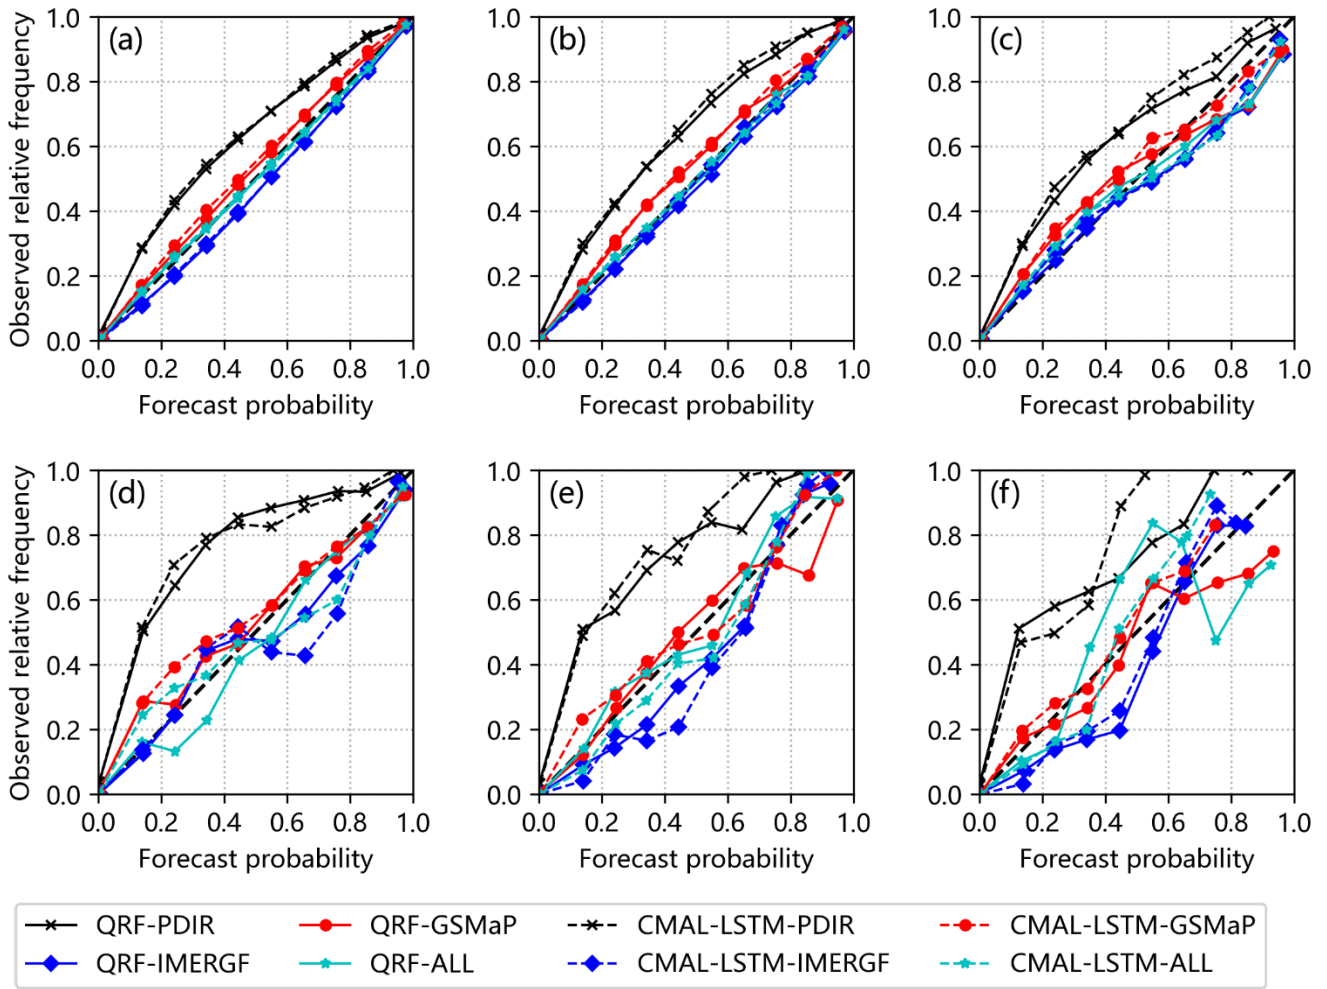 (a) (b) (c)
Observed relative frequency
1.0 1.0 1.0
0.8 0.8 0.8
0.6 0.6 0.6
0.4 0.4 0.4
0.2 0.2 0.2
0.0 0.0 0.0
0.0 0.2 0.4 0.6 0.8 1.0 0.0 0.2 0.4 0.6 0.8 1.0 0.0 0.2 0.4 0.6 0.8 1.0
Forecast probability Forecast probability Forecast probability
(d) (e) (f)
Observed relative frequency
1.0 1.0 1.0
0.8 0.8 0.8
0.6 0.6 0.6
0.4 0.4 0.4
0.2 0.2 0.2
0.0 0.0 0.0
0.0 0.2 0.4 0.6 0.8 1.0 0.0 0.2 0.4 0.6 0.8 1.0 0.0 0.2 0.4 0.6 0.8 1.0
Forecast probability Forecast probability Forecast probability
QRF-PDIR QRF-GSMaP CMAL-LSTM-PDIR CMAL-LSTM-GSMaP
QRF-IMERGF QRF-ALL CMAL-LSTM-IMERGF CMAL-LSTM-ALL